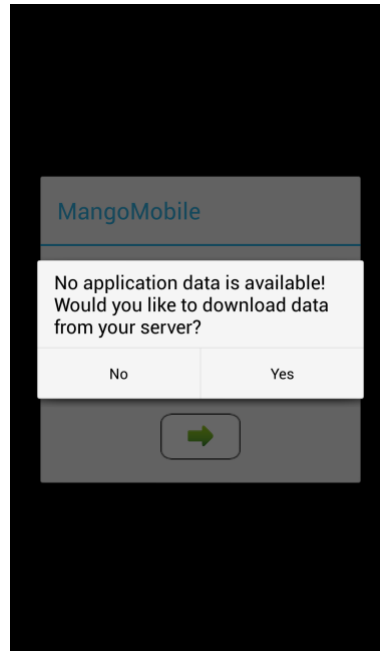 MangoMobile
No application data is available!
Would you like to download data
from your server?
No
Yes